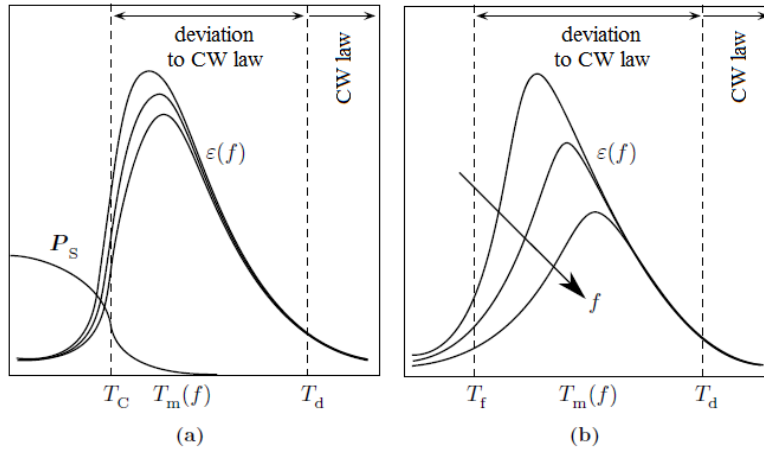 deviation
to CW law
CW law
ε(f)
P_S
T_C
T_m(f)
T_d
(a)
deviation
to CW law
CW law
ε(f)
f
T_f
T_m(f)
T_d
(b)